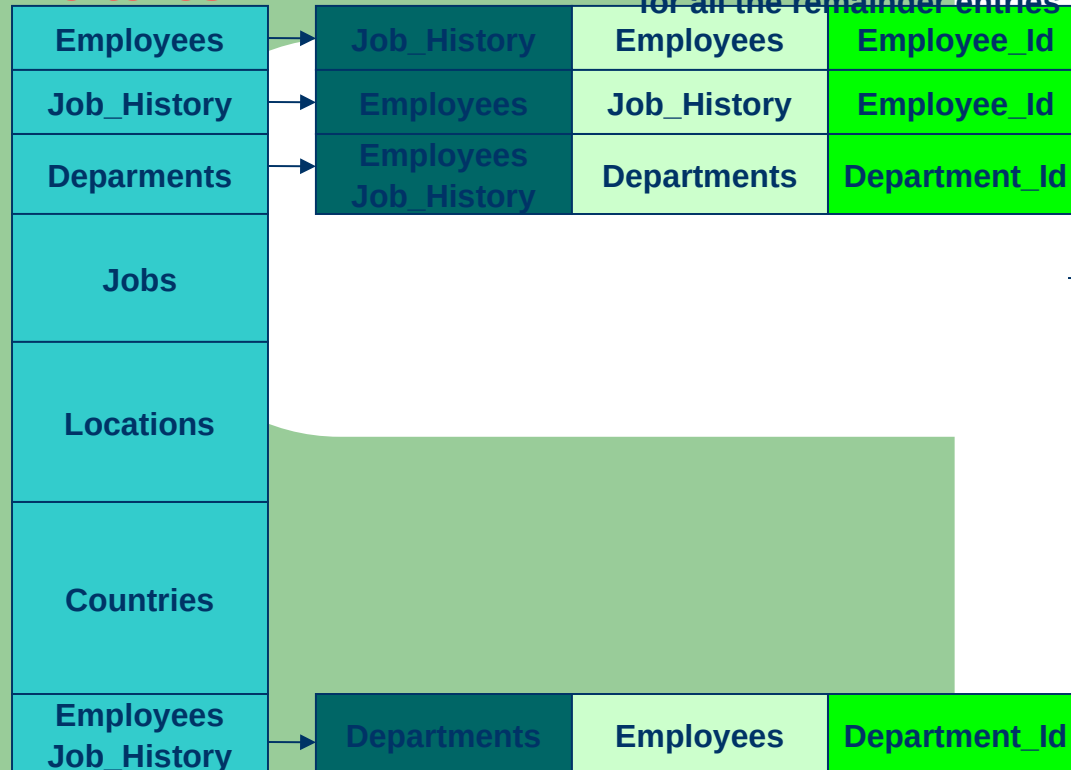 for all the remainder entries
Employees Job_History Employees Employee_Id
Job_History Employees Job_History Employee_Id
Employees
Deparments Departments Department_Id
Job_History
Jobs
Locations
Countries
Employees
Departments Employees Department_Id
Job_History